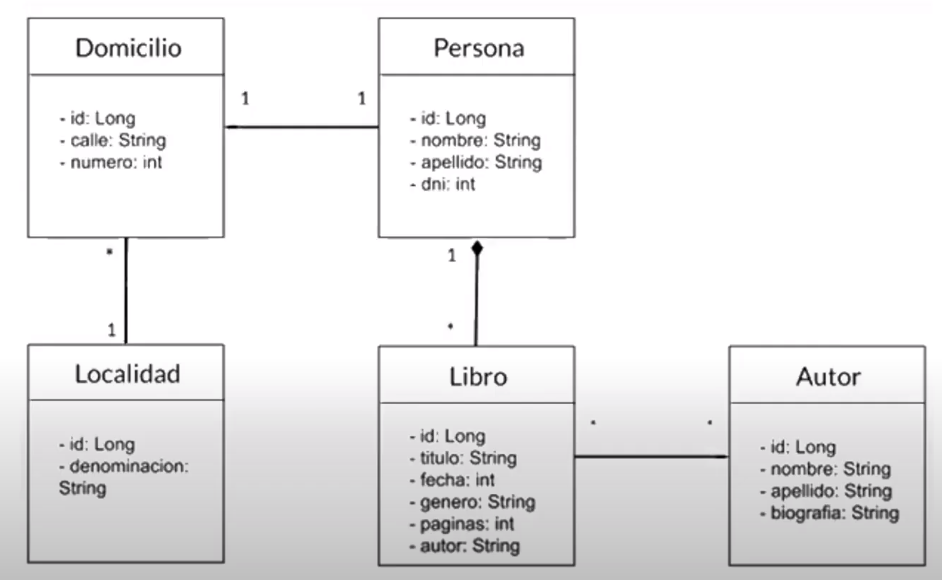 Domicilio
- id: Long
- calle: String
- numero: int
Persona
- id: Long
- nombre: String
- apellido: String
- dni: int
1
1
*
1
1
*
Localidad
- id: Long
- denominacion:
String
Libro
- id: Long
- titulo: String
- fecha: int
- genero: String
- paginas: int
- autor: String
*
*
Autor
- id: Long
- nombre: String
- apellido: String
- biografia: String